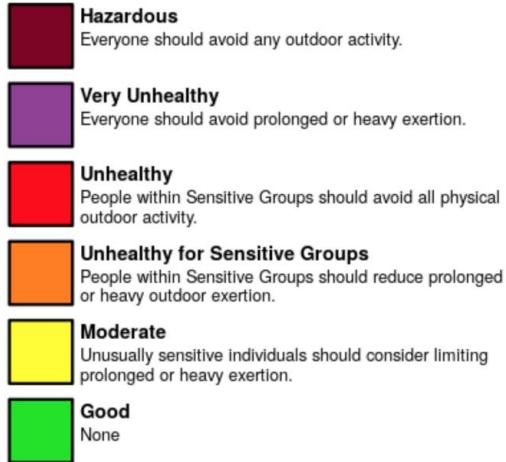 Hazardous
Everyone should avoid any outdoor activity.
Very Unhealthy
Everyone should avoid prolonged or heavy exertion.
Unhealthy
People within Sensitive Groups should avoid all physical
outdoor activity.
Unhealthy for Sensitive Groups
People within Sensitive Groups should reduce prolonged
or heavy outdoor exertion.
Moderate
Unusually sensitive individuals should consider limiting
prolonged or heavy exertion.
Good
None